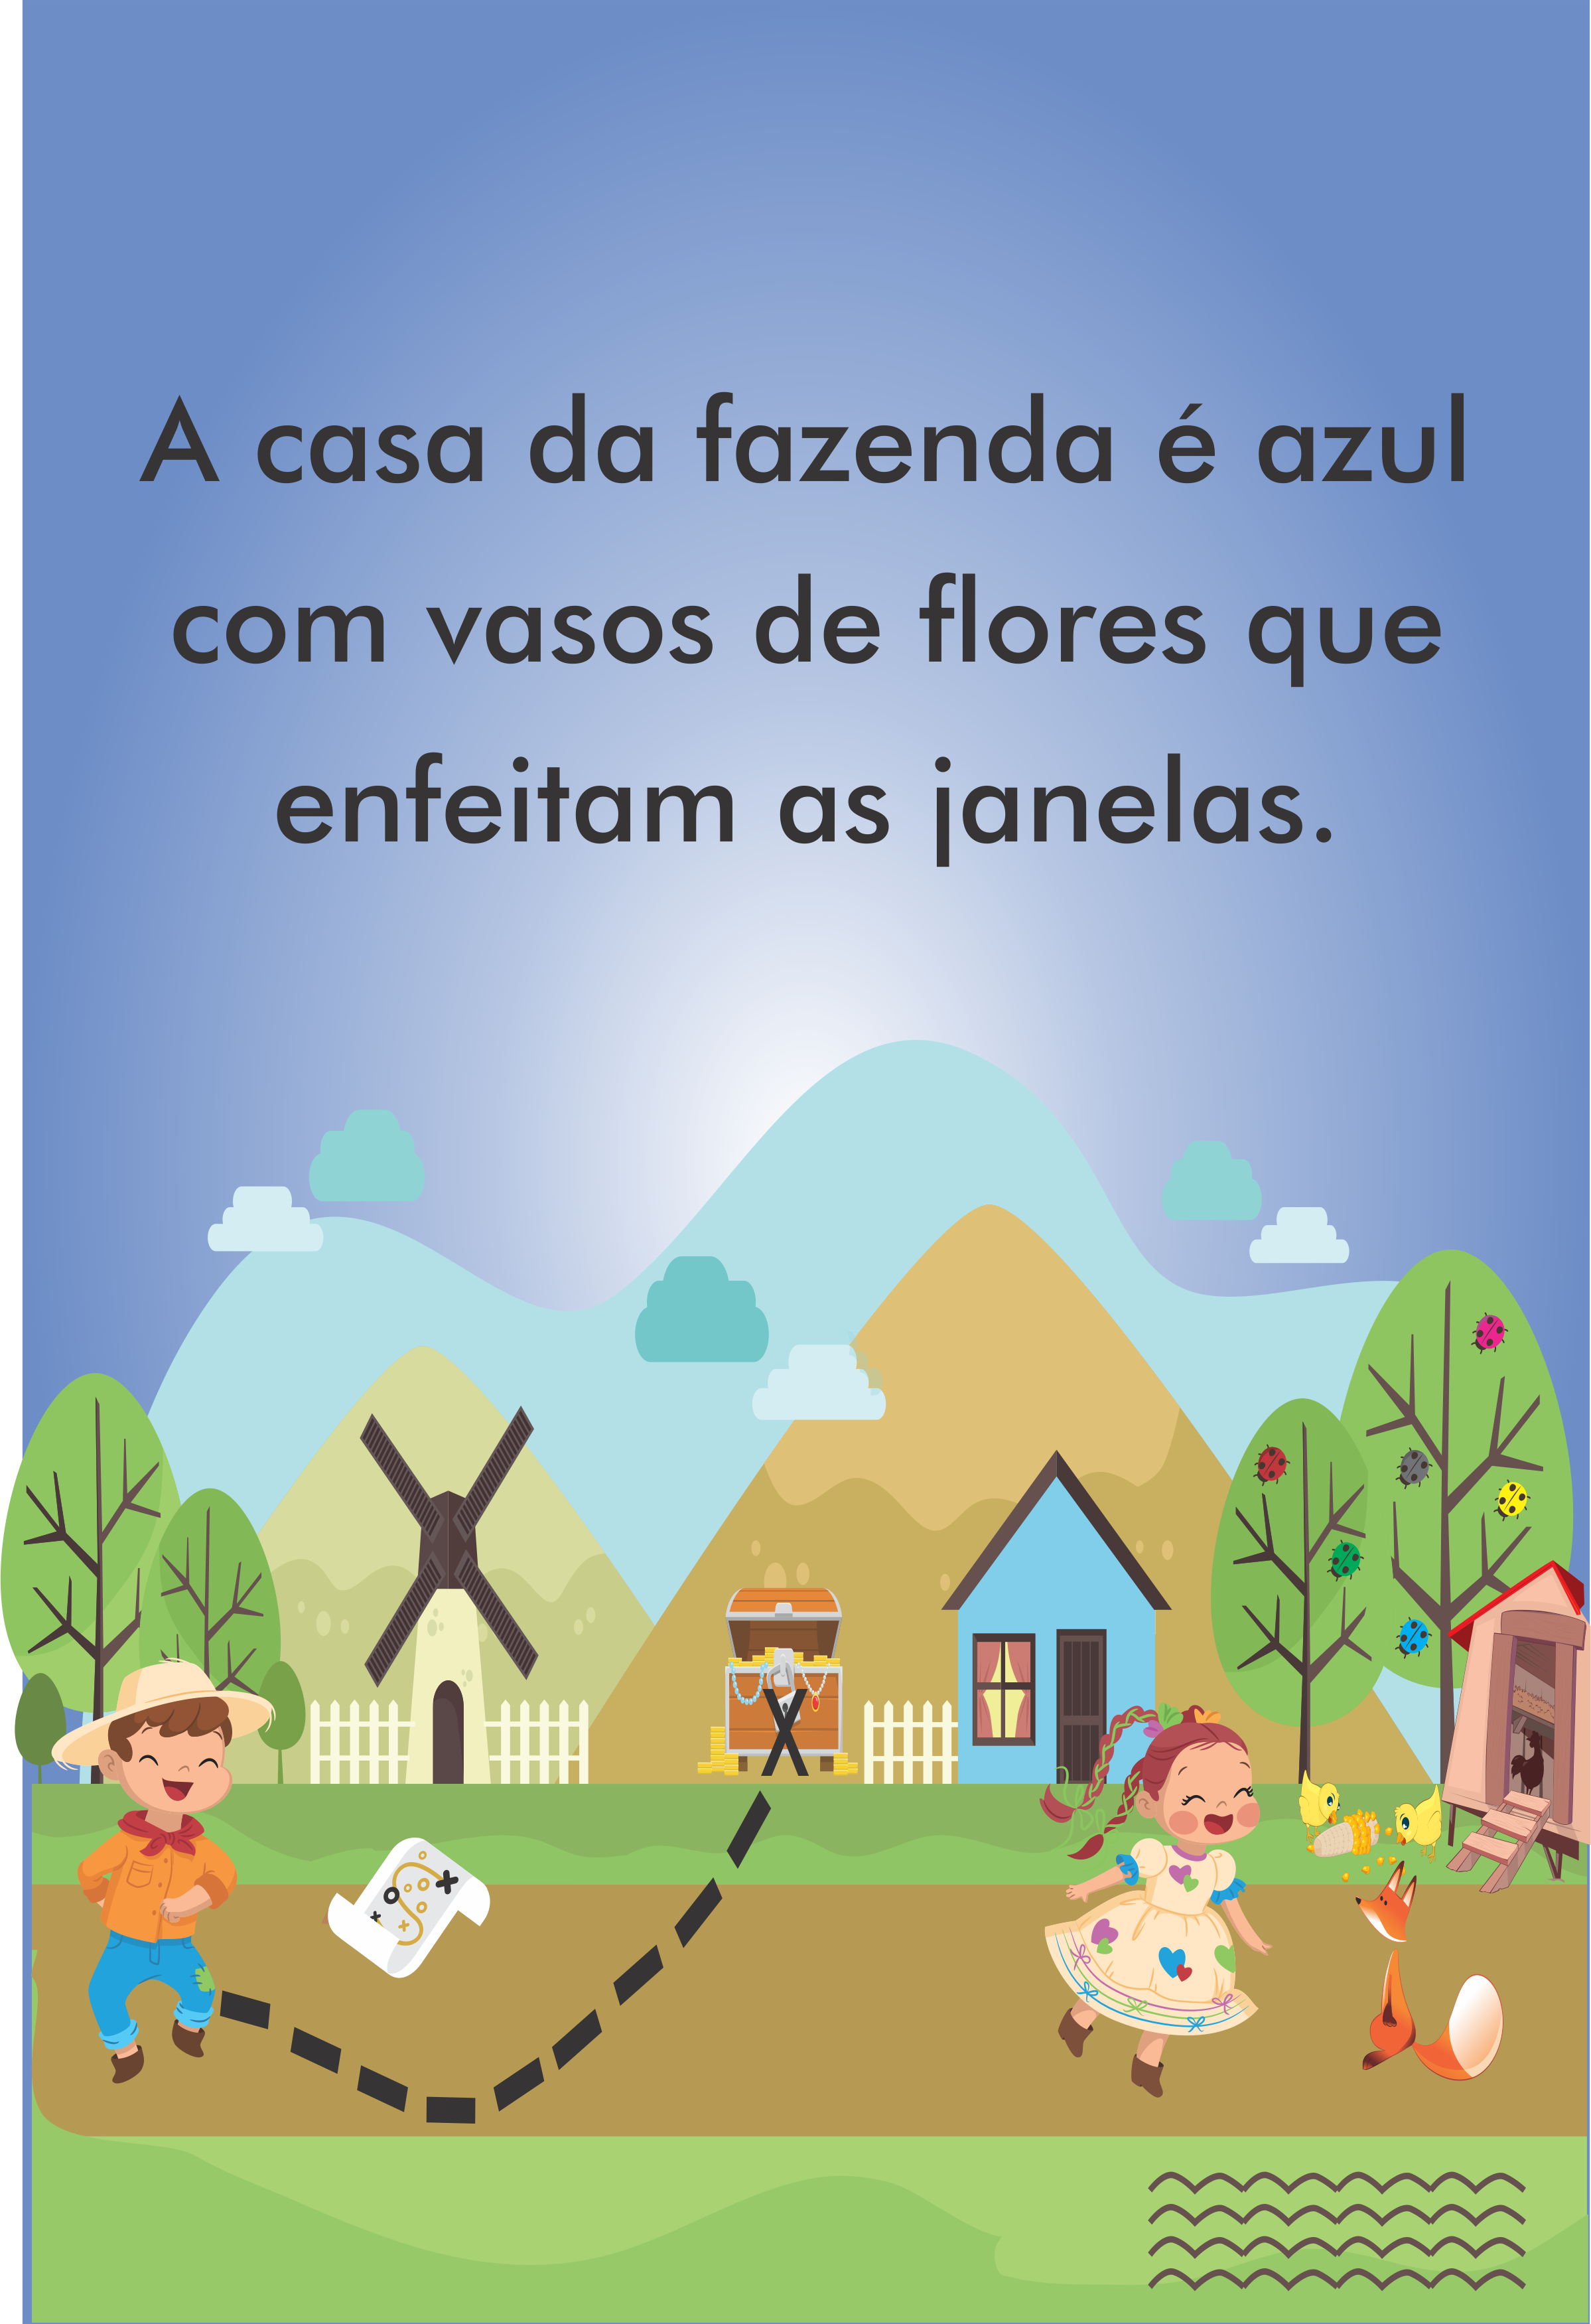 A casa da fazenda é azul
com vasos de flores que
enfeitam as janelas.